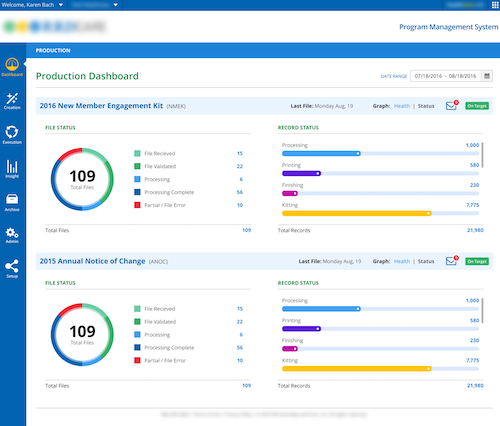 Welcome, Karen Bach
Program Management System
PRODUCTION
Dashboard
Creation
Execution
Insight
Archive
Admin
Setup
Production Dashboard
DATE RANGE 07/18/2016 - 08/18/2016
2016 New Member Engagement Kit (NMEK)
Last File: Monday Aug, 19 Graph: Health | Status On Target
FILE STATUS
109
Total Files
File Recieved 15
File Validated 22
Processing 6
Processing Complete 56
Partial / File Error 10
Total Files 109
RECORD STATUS
Processing 1,000
Printing 580
Finishing 230
Kitting 7,775
Total Records 21,980
2015 Annual Notice of Change (ANOC)
Last File: Monday Aug, 19 Graph: Health | Status On Target
FILE STATUS
109
Total Files
File Recieved 15
File Validated 22
Processing 6
Processing Complete 56
Partial / File Error 10
Total Files 109
RECORD STATUS
Processing 1,000
Printing 580
Finishing 230
Kitting 7,775
Total Records 21,980